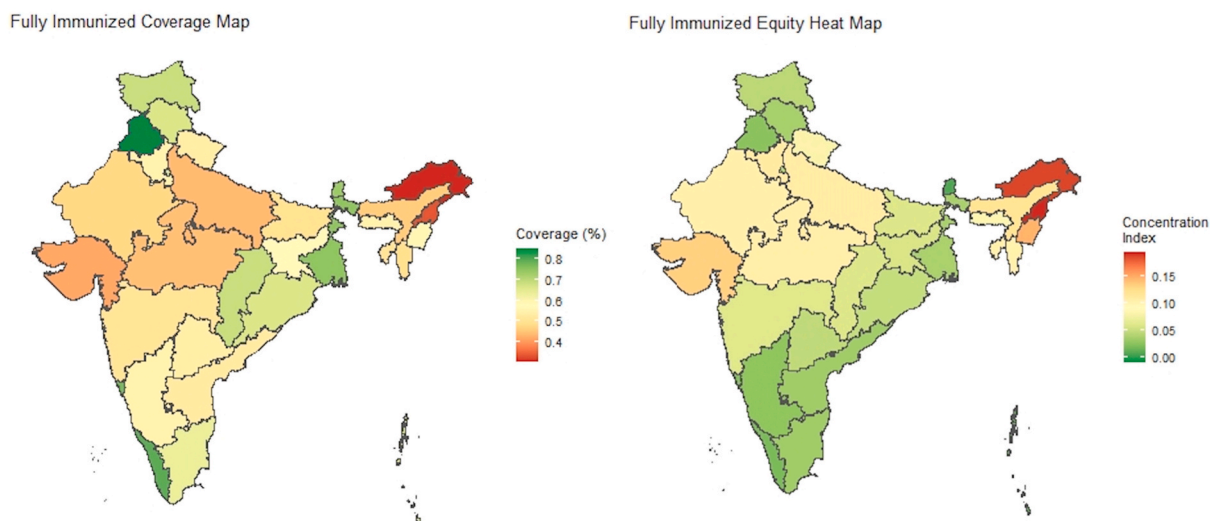 Fully Immunized Coverage Map
Fully Immunized Equity Heat Map
Coverage (%)
0.8
0.7
0.6
0.5
0.4
Concentration
Index
0.15
0.10
0.05
0.00